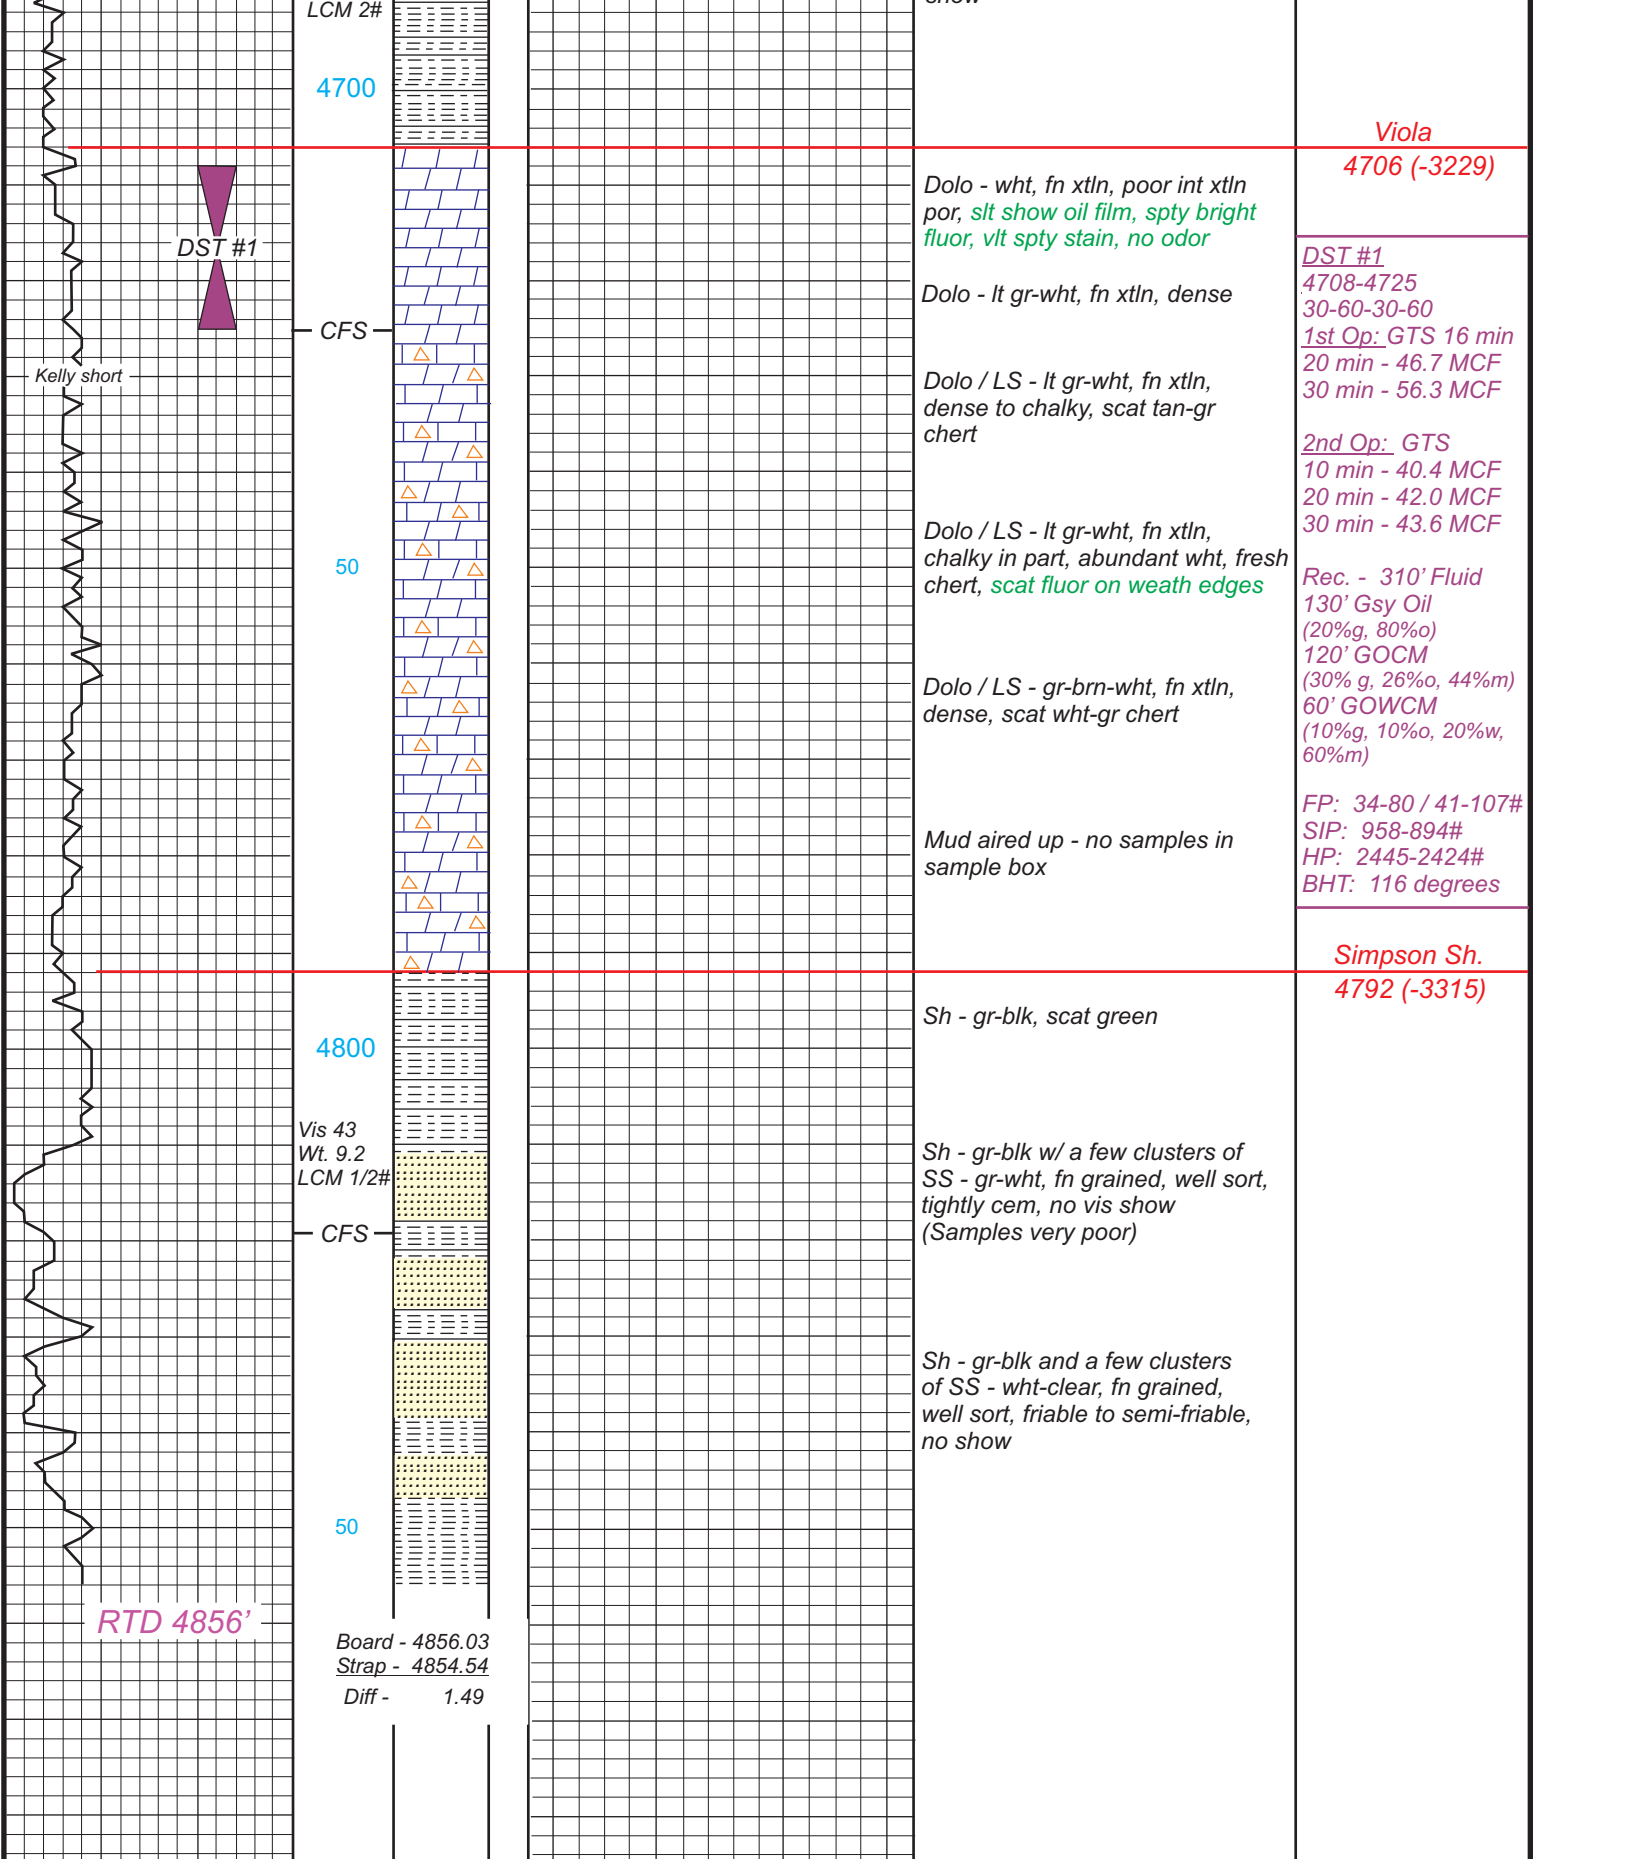 LCM 2#
show
4700
Viola
4706 (-3229)
Dolo - wht, fn xtln, poor int xtln
por, slt show oil film, spty bright
fluor, vlt spty stain, no odor
DST #1
DST #1
4708-4725
30-60-30-60
1st Op: GTS 16 min
20 min - 46.7 MCF
30 min - 56.3 MCF
Dolo - lt gr-wht, fn xtln, dense
CFS
Kelly short
Dolo / LS - lt gr-wht, fn xtln,
dense to chalky, scat tan-gr
chert
2nd Op: GTS
10 min - 40.4 MCF
20 min - 42.0 MCF
30 min - 43.6 MCF
Dolo / LS - lt gr-wht, fn xtln,
chalky in part, abundant wht, fresh
chert, scat fluor on weath edges
50
Rec. - 310' Fluid
130' Gsy Oil
(20%g, 80%o)
120' GOCM
(30% g, 26%o, 44%m)
60' GOWCM
(10%g, 10%o, 20%w,
60%m)
Dolo / LS - gr-brn-wht, fn xtln,
dense, scat wht-gr chert
FP: 34-80 / 41-107#
SIP: 958-894#
HP: 2445-2424#
BHT: 116 degrees
Mud aired up - no samples in
sample box
Simpson Sh.
4792 (-3315)
Sh - gr-blk, scat green
4800
Vis 43
Wt. 9.2
LCM 1/2#
Sh - gr-blk w/ a few clusters of
SS - gr-wht, fn grained, well sort,
tightly cem, no vis show
(Samples very poor)
CFS
Sh - gr-blk and a few clusters
of SS - wht-clear, fn grained,
well sort, friable to semi-friable,
no show
50
RTD 4856'
Board - 4856.03
Strap - 4854.54
Diff - 1.49